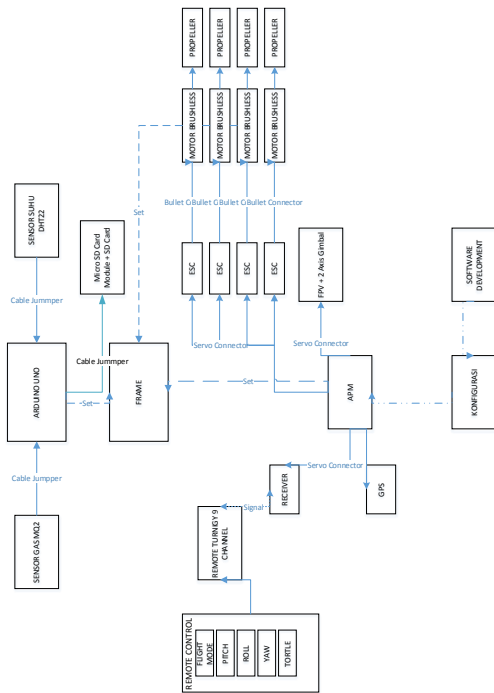 SENSOR GAS MQ2
Cable Jumpper
ARDUINO UNO
Cable Jummper
SENSOR SUHU
DHT22
Set
Cable Jummper
Micro SD Card
Module + SD Card
FRAME
Set
REMOTE CONTROL
FLIGHT
MODE
PITCH
ROLL
YAW
TORTLE
REMOTE TURNIGY 9
CHANNEL
Signal
RECEIVER
Servo Connector
GPS
APM
Set
Servo Connector
Servo Connector
ESC
ESC
ESC
ESC
Bullet C
Bullet C
Bullet C
Bullet Connector
MOTOR BRUSHLESS
MOTOR BRUSHLESS
MOTOR BRUSHLESS
MOTOR BRUSHLESS
PROPELLER
PROPELLER
PROPELLER
PROPELLER
FPV + 2 Axis Gimbal
KONFIGURASI
SOFTWARE
DEVELOPMENT